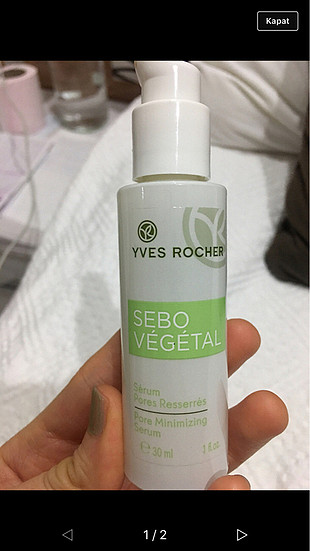 Kapat
YVES ROCHER
SEBO
VÉGÉTAL
Sérum
Pores Resserrés
Pore Minimizing
Serum
℮ 30 ml 1 fl.oz.
1 / 2